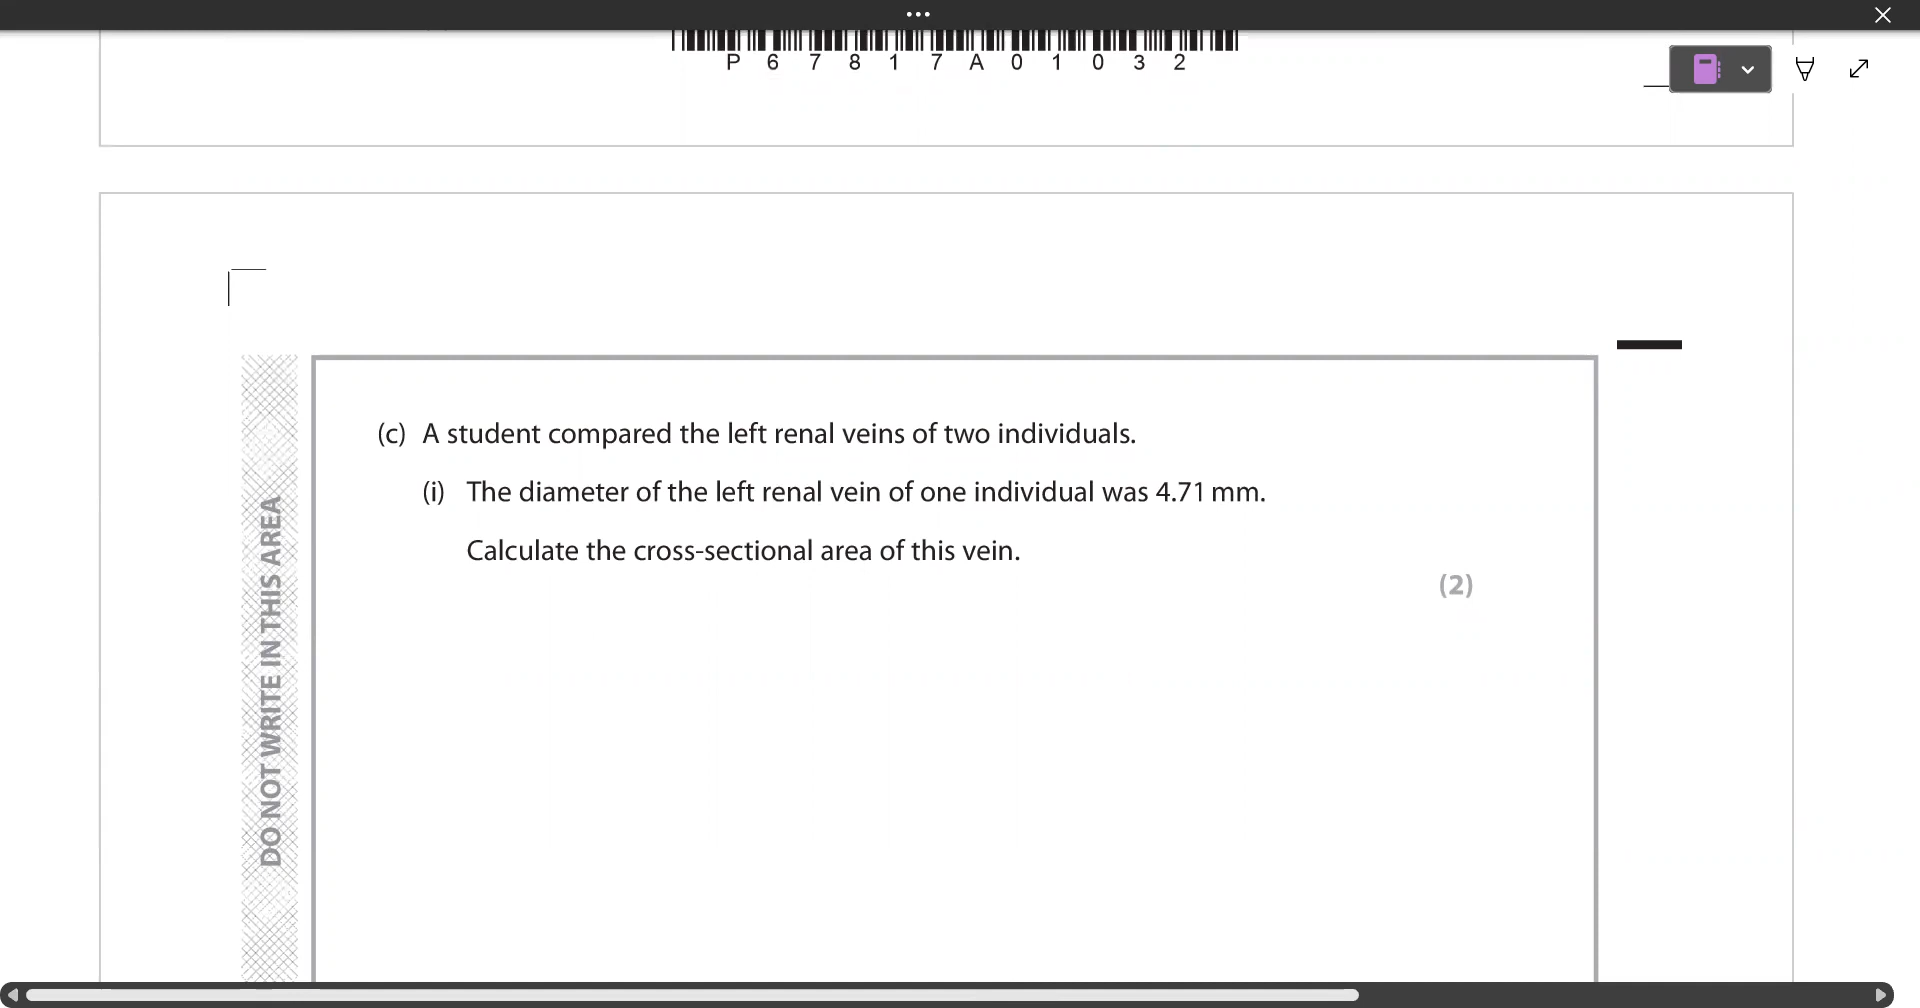 P 6 7 8 1 7 A 0 1 0 3 2
DO NOT WRITE IN THIS AREA
(c) A student compared the left renal veins of two individuals.
(i) The diameter of the left renal vein of one individual was 4.71 mm.
Calculate the cross-sectional area of this vein.
(2)